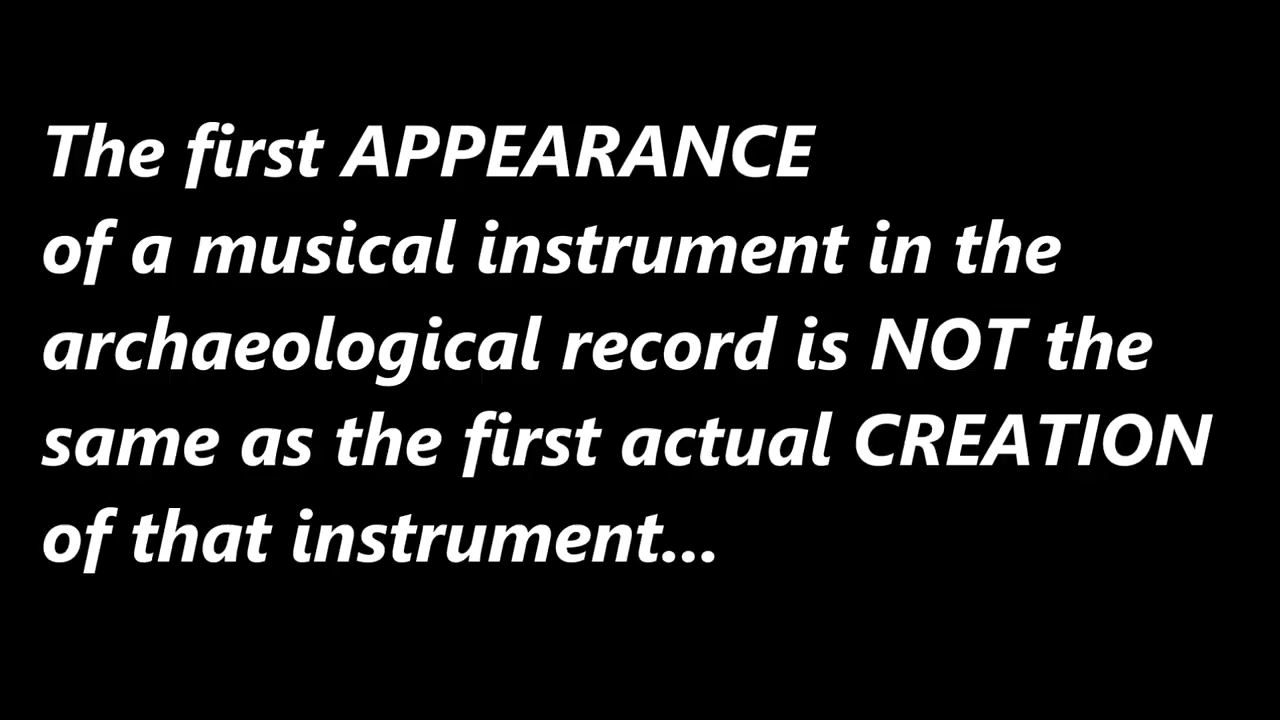 The first APPEARANCE
of a musical instrument in the
archaeological record is NOT the
same as the first actual CREATION
of that instrument...